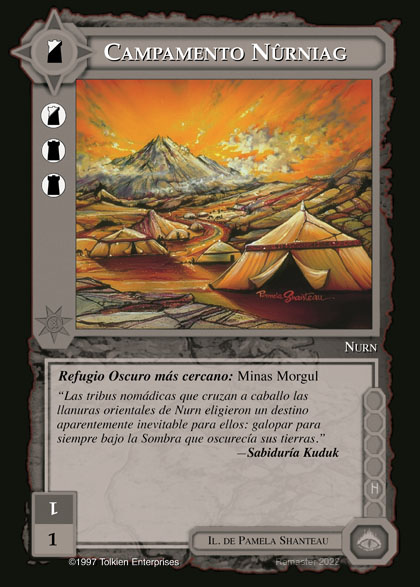 Campamento Nûrniag
Pamela Shanteau
Nurn
Refugio Oscuro más cercano: Minas Morgul
“Las tribus nomádicas que cruzan a caballo las
llanuras orientales de Nurn eligieron un destino
aparentemente inevitable para ellos: galopar para
siempre bajo la Sombra que oscurecía sus tierras.”
—Sabiduría Kuduk
H
1
1
Il. de Pamela Shanteau
©1997 Tolkien Enterprises
Remaster 2022